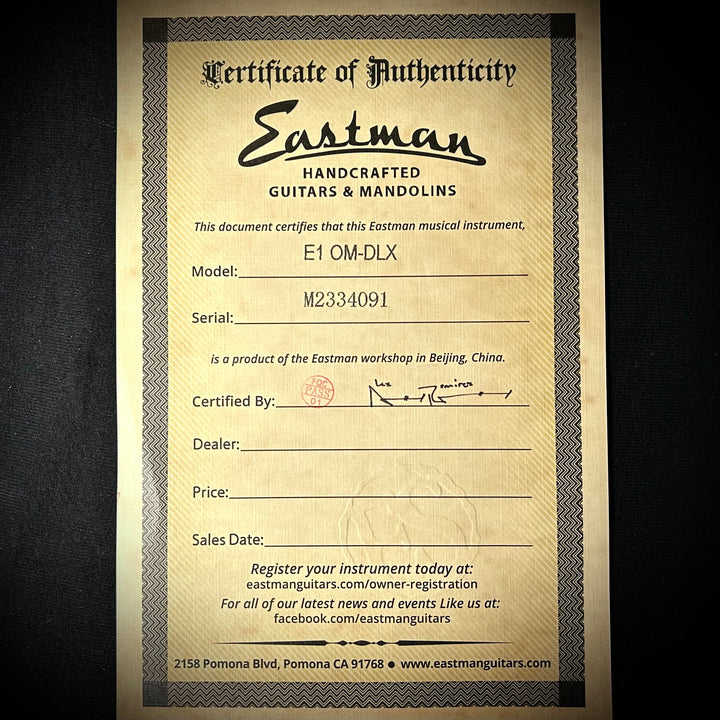 Certificate of Authenticity
Eastman
HANDCRAFTED
GUITARS & MANDOLINS
This document certifies that this Eastman musical instrument,
E1 OM-DLX
Model:
M2334091
Serial:
is a product of the Eastman workshop in Beijing, China.
Certified By:
FQC
PASS
01
Ramirez
Dealer:
Price:
Sales Date:
Register your instrument today at:
eastmanguitars.com/owner-registration
For all of our latest news and events Like us at:
facebook.com/eastmanguitars
2158 Pomona Blvd, Pomona CA 91768 ● www.eastmanguitars.com